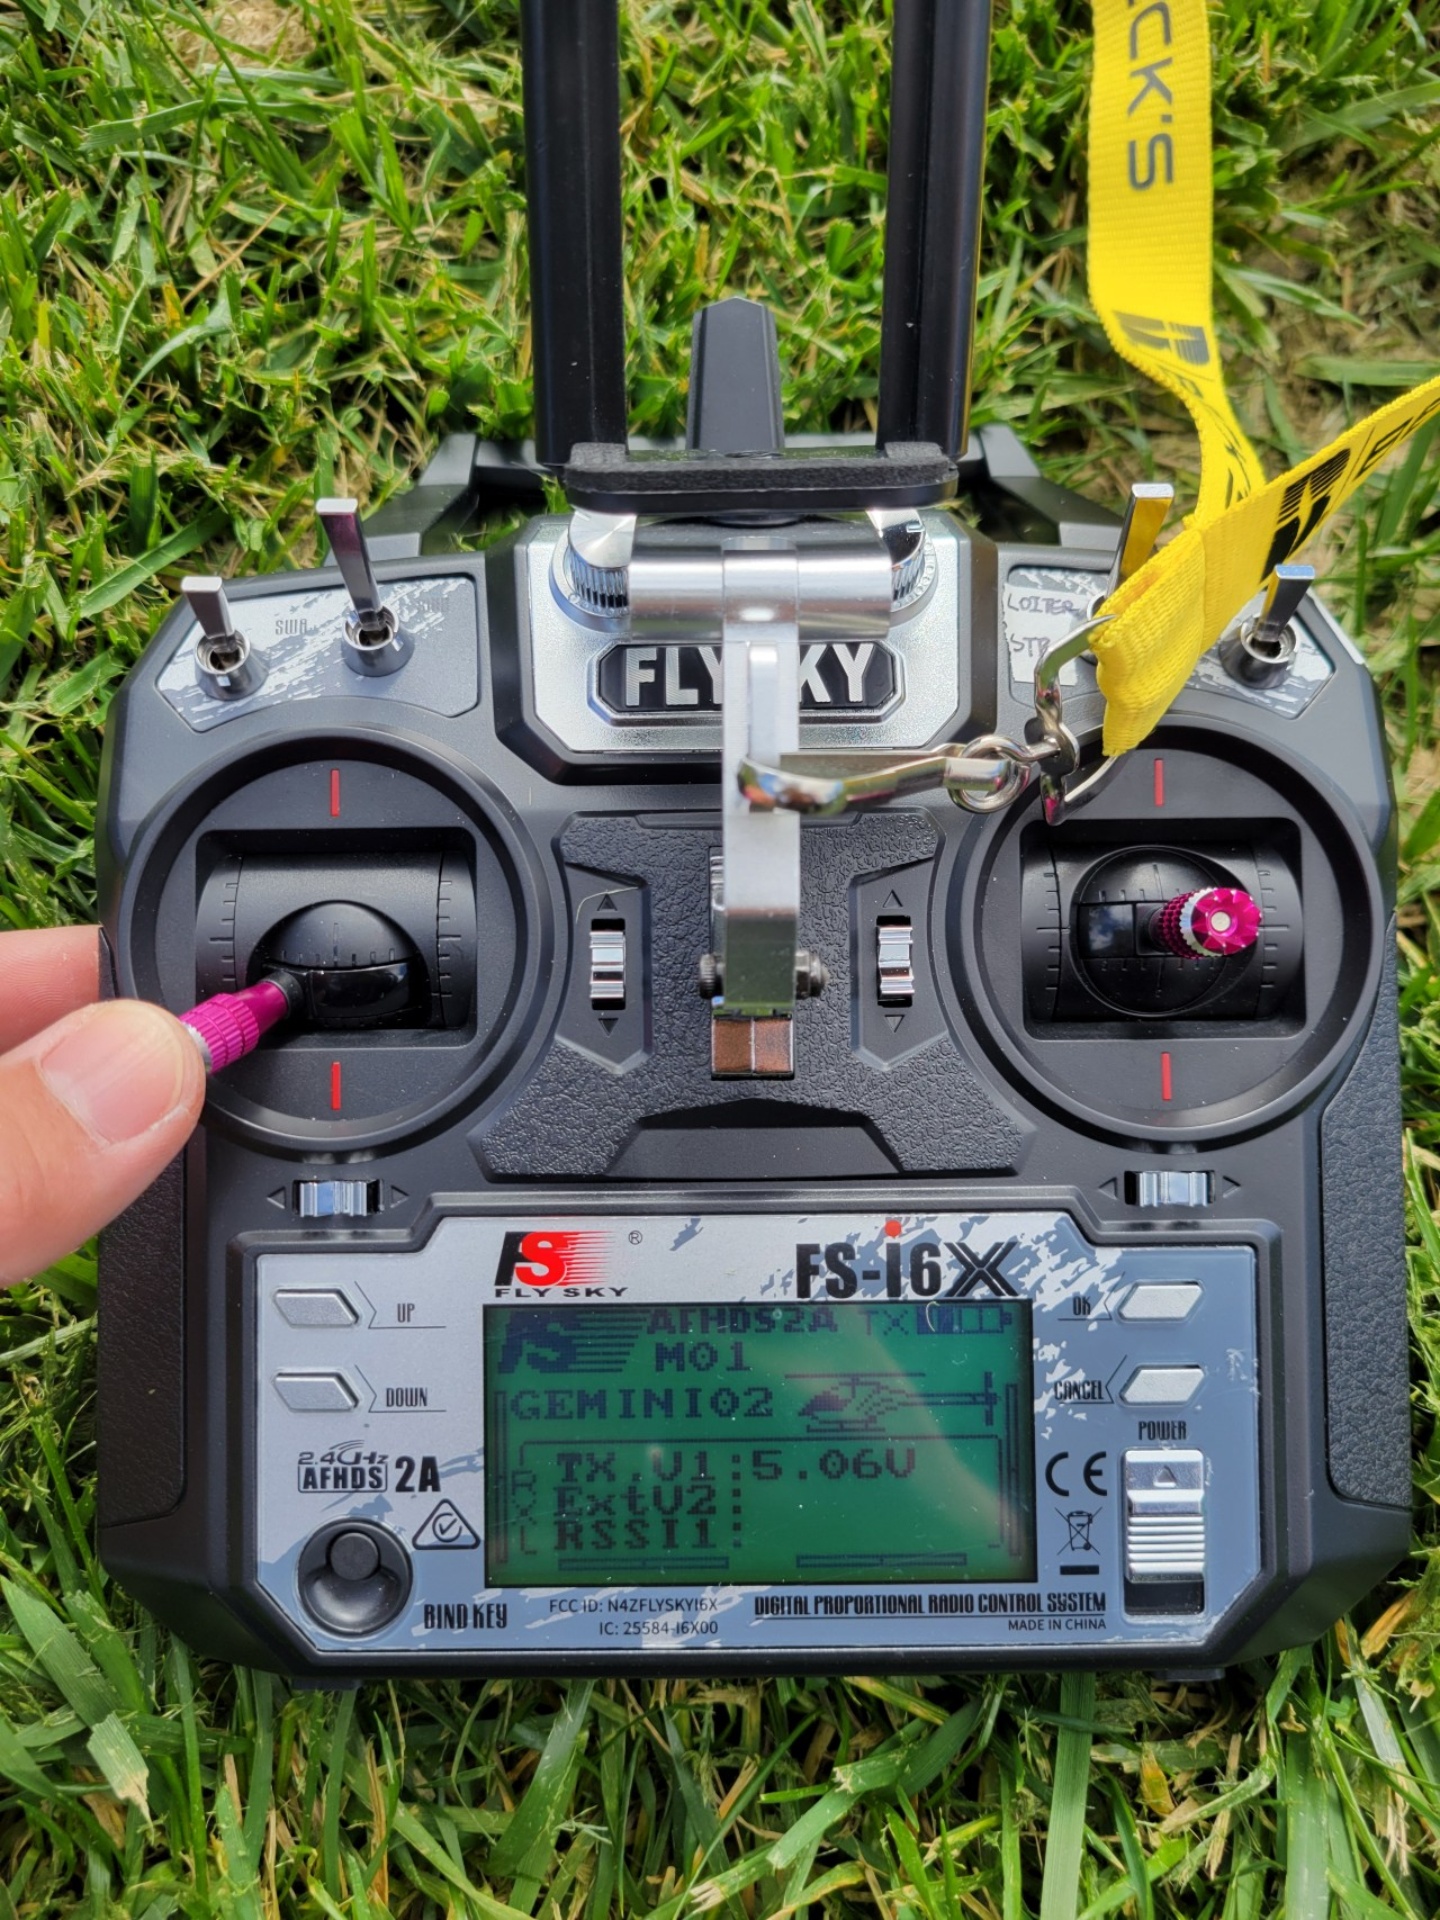 CK'S
SWA
LOITER
FLYSKY
FS ®
FLY SKY
FS-i6X
UP
DOWN
OK
CANCEL
POWER
AFHDS2A TX
M01
GEMINI02
TX.V1:5.06V
ExtV2:
RSSI1:
2.4GHz
AFHDS 2A
CE
BIND KEY
FCC ID: N4ZFLYSKYI6X
IC: 25584-I6X00
DIGITAL PROPORTIONAL RADIO CONTROL SYSTEM
MADE IN CHINA